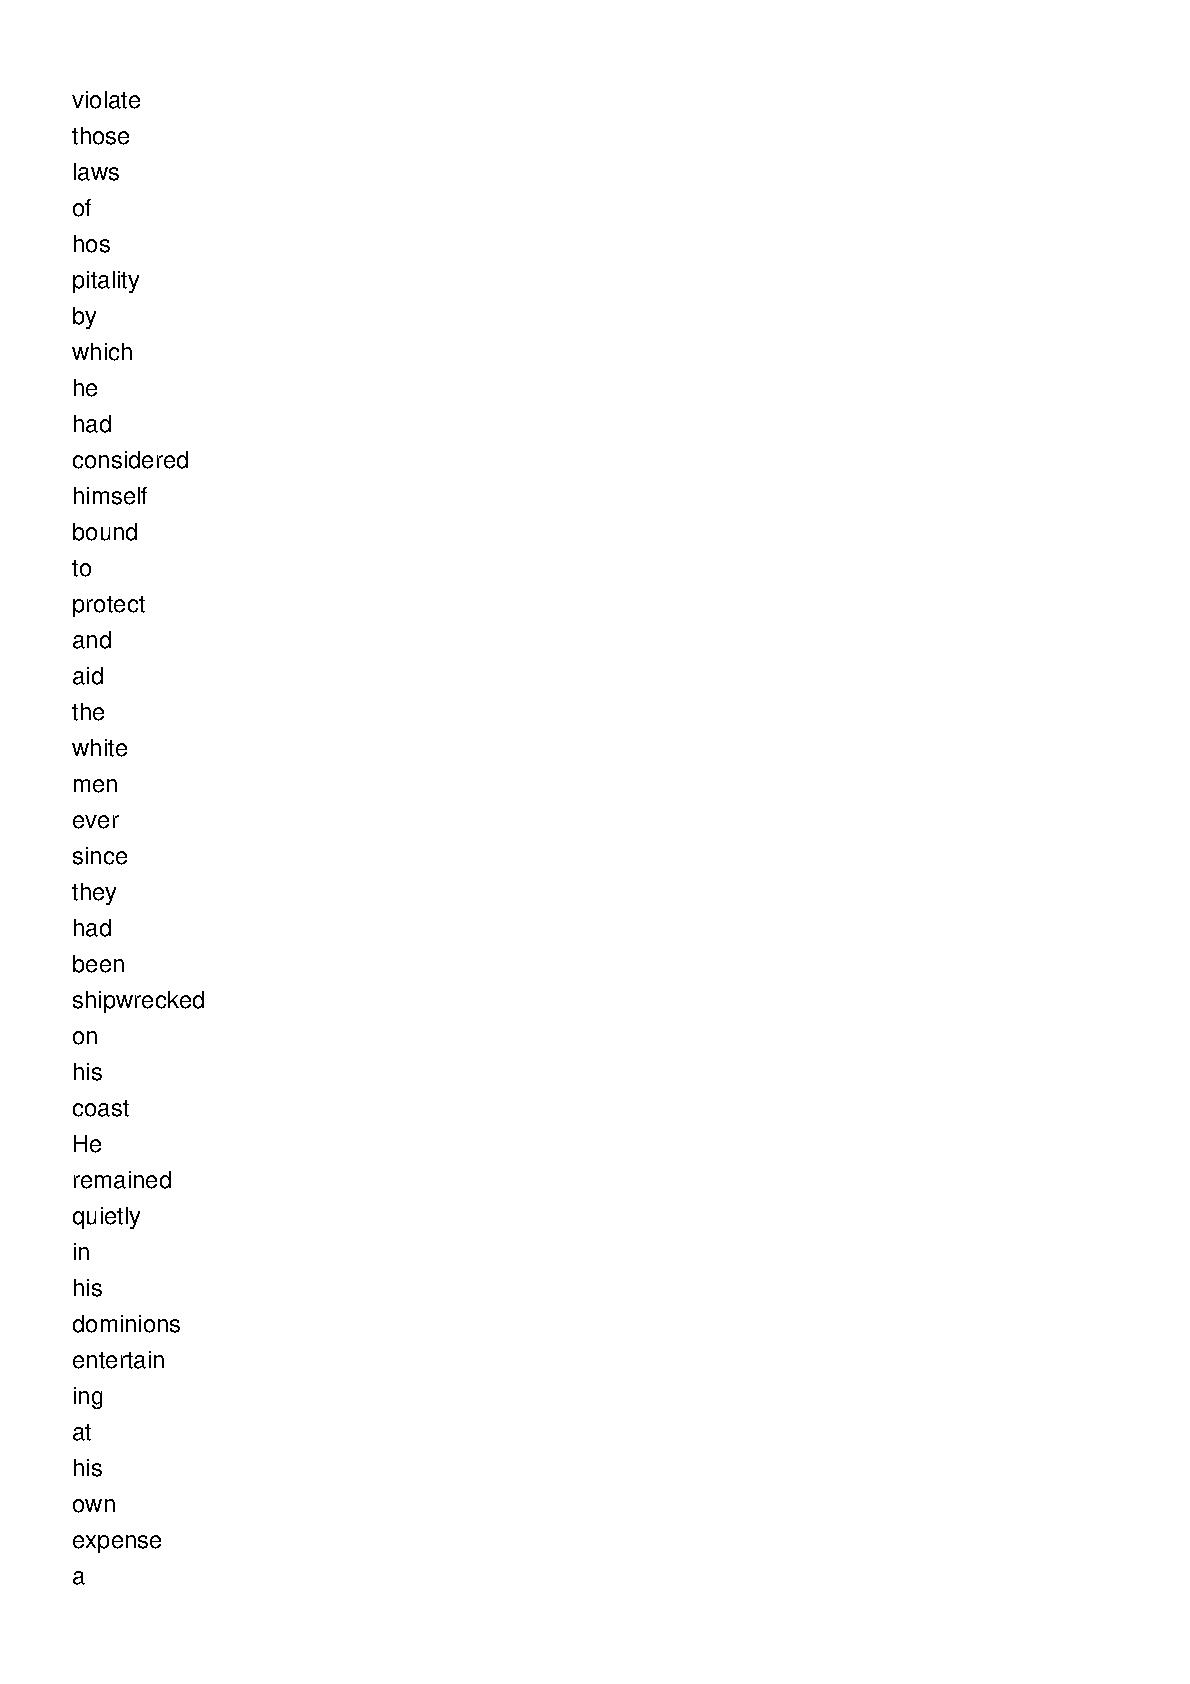 violate
those
laws
of
hos
pitality
by
which
he
had
considered
himself
bound
to
protect
and
aid
the
white
men
ever
since
they
had
been
shipwrecked
on
his
coast
He
remained
quietly
in
his
dominions
entertain
ing
at
his
own
expense
a